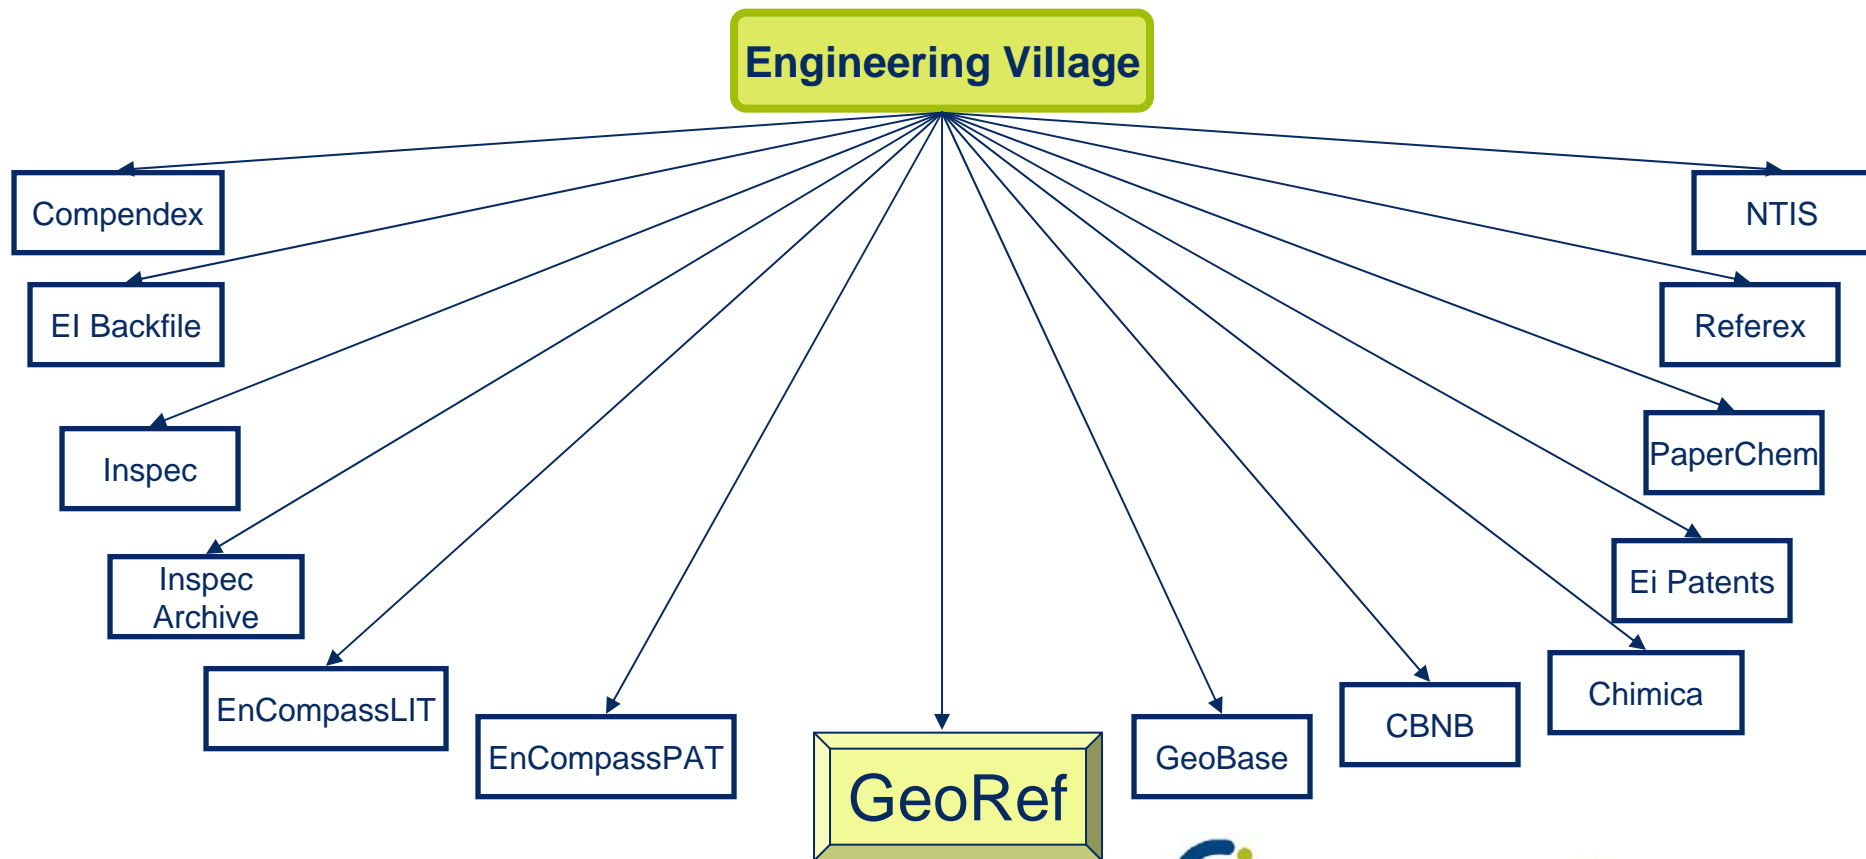 Engineering Village
Compendex
NTIS
EI Backfile
Referex
Inspec
PaperChem
Inspec
Archive
Ei Patents
EnCompassLIT
Chimica
EnCompassPAT
GeoRef
GeoBase
CBNB